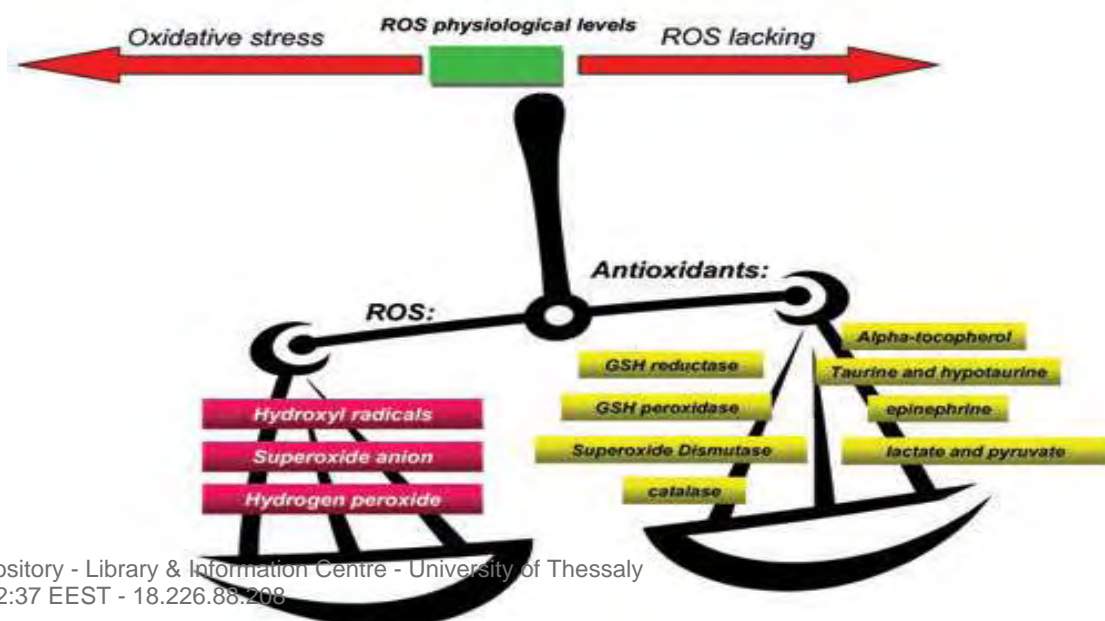 ROS physiological levels
Oxidative stress
ROS lacking
Antioxidants:
ROS:
Alpha-tocopherol
GSH reductase
Taurine and hypotaurine
Hydroxyl radicals
GSH peroxidase
epinephrine
Superoxide anion
Superoxide Dismutase
lactate and pyruvate
Hydrogen peroxide
catalase
ository - Library & Information Centre - University of Thessaly
2:37 EEST - 18.226.88.208